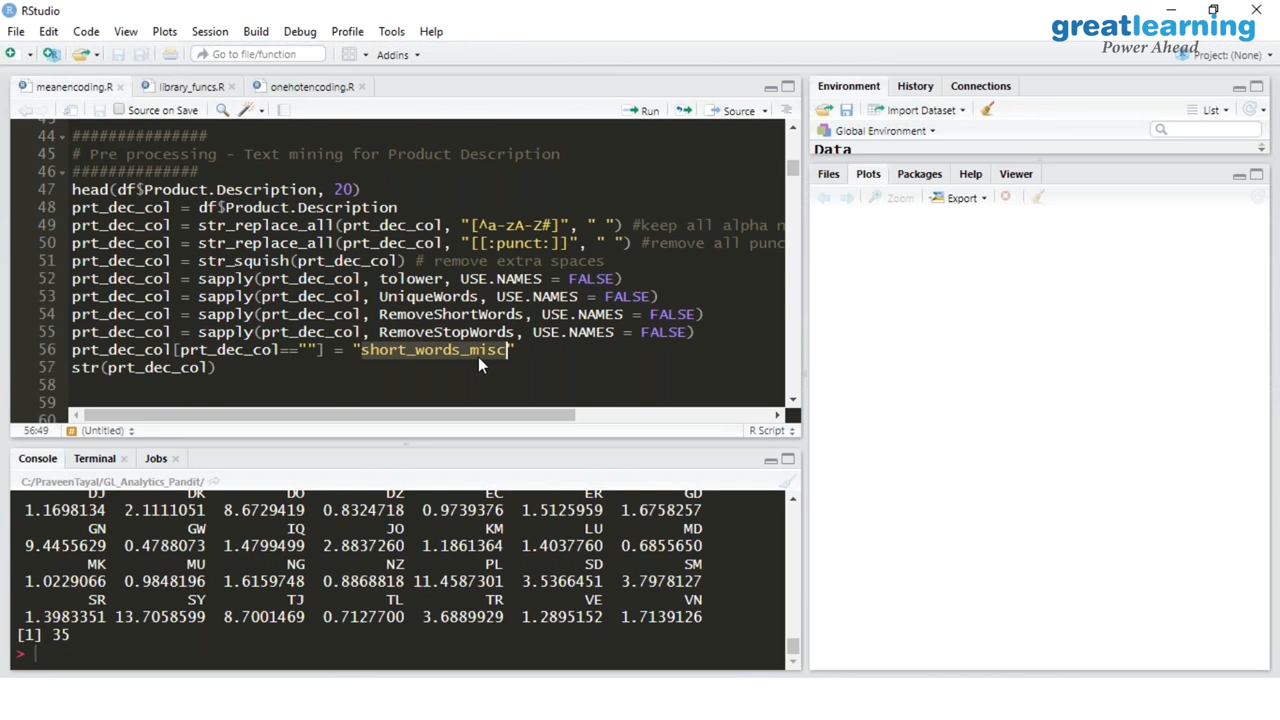 RStudio
File Edit Code View Plots Session Build Debug Profile Tools Help
greatlearning
Power Ahead
Go to file/function Addins
Project: (None)
meanencoding.R library_funcs.R onehotencoding.R
Source on Save Run Source
44 ###############
45 # Pre processing - Text mining for Product Description
46 ##############
47 head(df$Product.Description, 20)
48 prt_dec_col = df$Product.Description
49 prt_dec_col = str_replace_all(prt_dec_col, "[^a-zA-Z#]", " ") #keep all alpha n
50 prt_dec_col = str_replace_all(prt_dec_col, "[[:punct:]]", " ") #remove all punc
51 prt_dec_col = str_squish(prt_dec_col) # remove extra spaces
52 prt_dec_col = sapply(prt_dec_col, tolower, USE.NAMES = FALSE)
53 prt_dec_col = sapply(prt_dec_col, UniqueWords, USE.NAMES = FALSE)
54 prt_dec_col = sapply(prt_dec_col, RemoveShortWords, USE.NAMES = FALSE)
55 prt_dec_col = sapply(prt_dec_col, RemoveStopWords, USE.NAMES = FALSE)
56 prt_dec_col[prt_dec_col==""] = "short_words_misc"
57 str(prt_dec_col)
58
59
60
56:49 (Untitled) R Script
Console Terminal Jobs
C:/PraveenTayal/GL_Analytics_Pandit/
DJ DK DO DZ EC ER GD
1.1698134 2.1111051 8.6729419 0.8324718 0.9739376 1.5125959 1.6758257
GN GW IQ JO KM LU MD
9.4455629 0.4788073 1.4799499 2.8837260 1.1861364 1.4037760 0.6855650
MK MU NG NZ PL SD SM
1.0229066 0.9848196 1.6159748 0.8868818 11.4587301 3.5366451 3.7978127
SR SY TJ TL TR VE VN
1.3983351 13.7058599 8.7001469 0.7127700 3.6889929 1.2895152 1.7139126
[1] 35
>
Environment History Connections
Import Dataset List
Global Environment
Data
Files Plots Packages Help Viewer
Zoom Export